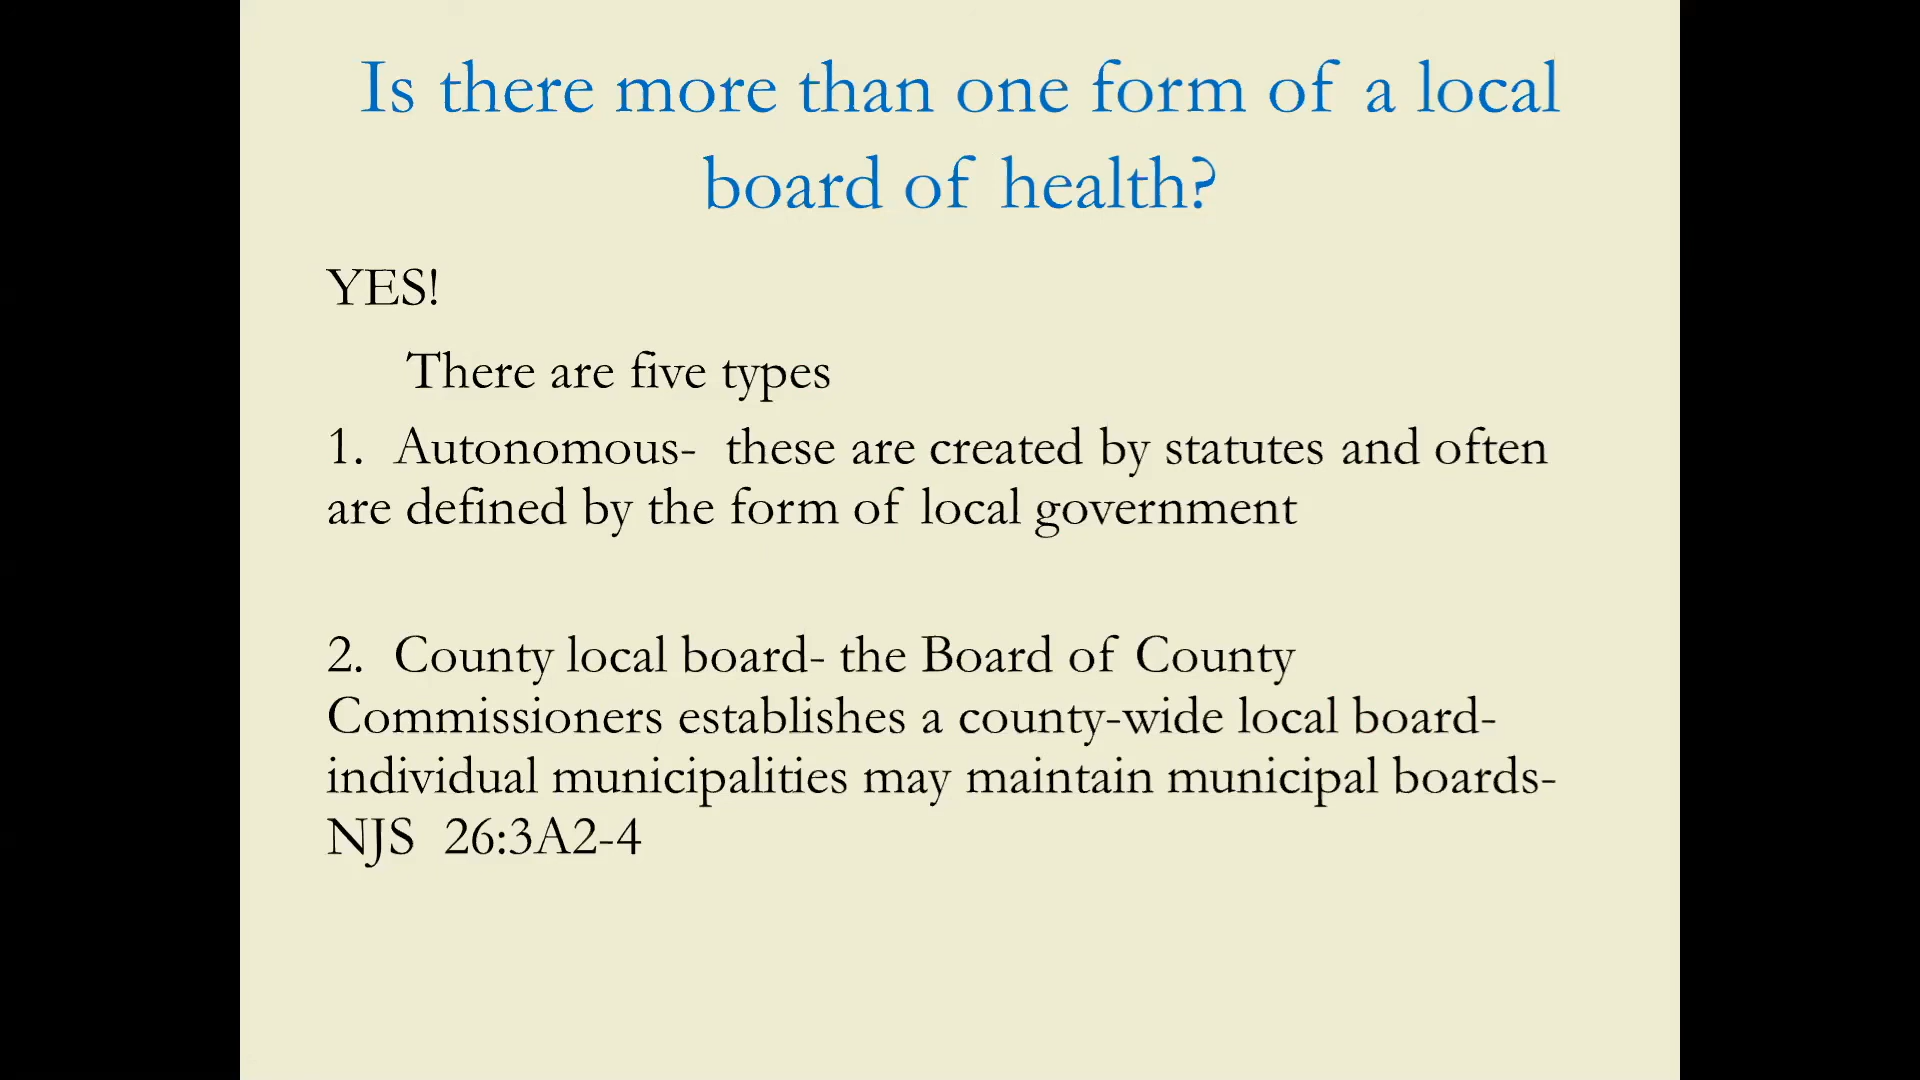 Is there more than one form of a local
board of health?
YES!
There are five types
1. Autonomous- these are created by statutes and often
are defined by the form of local government
2. County local board- the Board of County
Commissioners establishes a county-wide local board-
individual municipalities may maintain municipal boards-
NJS 26:3A2-4